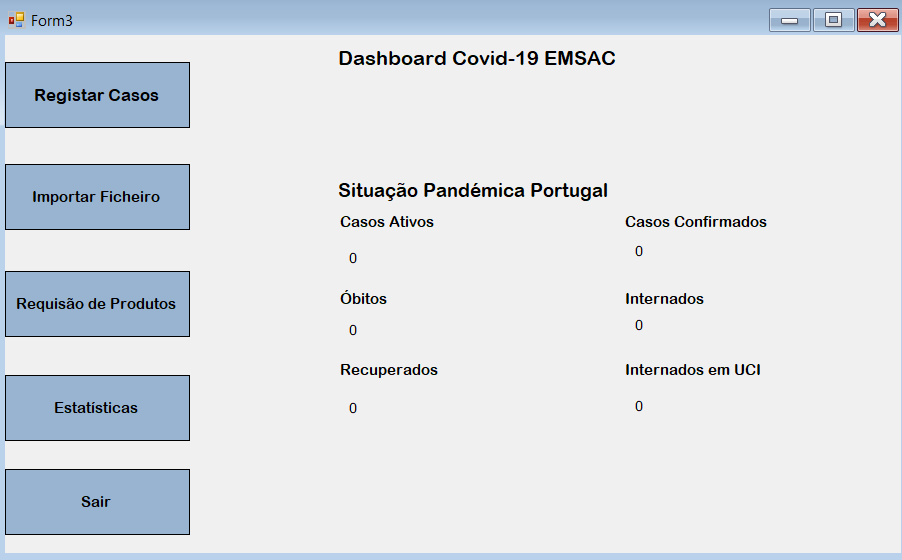 Form3
Dashboard Covid-19 EMSAC
Registar Casos
Importar Ficheiro
Requisão de Produtos
Estatísticas
Sair
Situação Pandémica Portugal
Casos Ativos
0
Casos Confirmados
0
Óbitos
0
Internados
0
Recuperados
0
Internados em UCI
0